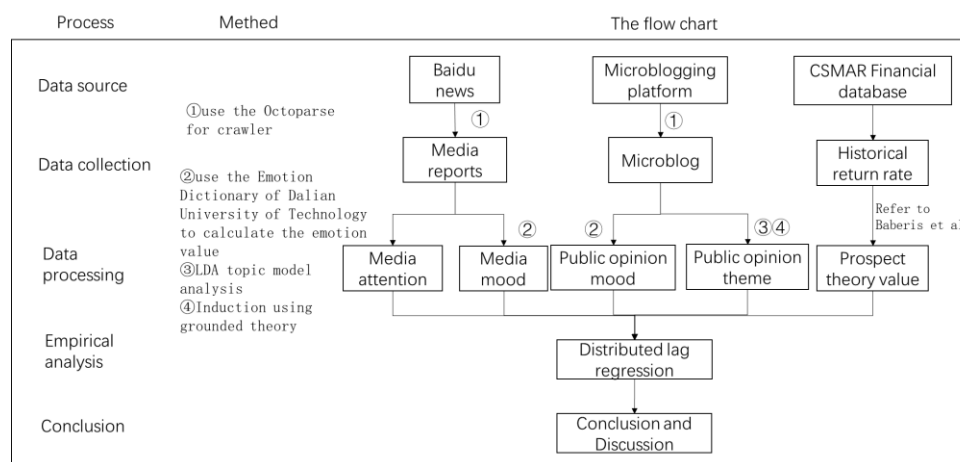 Process
Methed
The flow chart
Data source
①use the Octoparse
for crawler
Baidu
news
Microblogging
platform
CSMAR Financial
database
①
①
Data collection
Media
reports
Microblog
Historical
return rate
②use the Emotion
Dictionary of Dalian
University of Technology
to calculate the emotion
value
③LDA topic model
analysis
④Induction using
grounded theory
②
②
③④
Refer to
Baberis et al
Data
processing
Media
attention
Media
mood
Public opinion
mood
Public opinion
theme
Prospect
theory value
Empirical
analysis
Distributed lag
regression
Conclusion
Conclusion and
Discussion